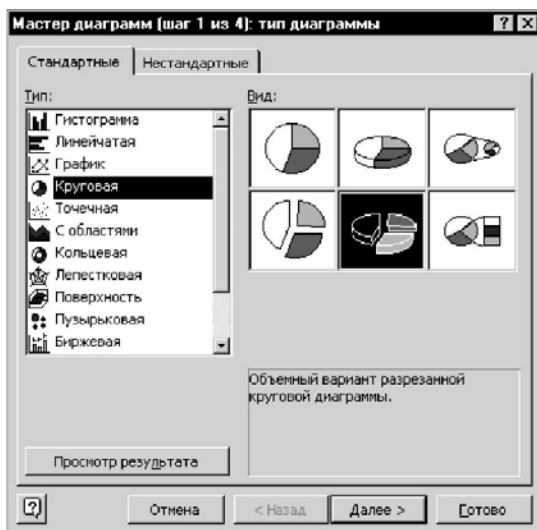 Мастер диаграмм (шаг 1 из 4): тип диаграммы
Стандартные Нестандартные
Тип:
Вид:
Гистограмма
Линейчатая
График
Круговая
Точечная
С областями
Кольцевая
Лепестковая
Поверхность
Пузырьковая
Биржевая
Объемный вариант разрезанной
круговой диаграммы.
Просмотр результата
Отмена < Назад Далее > Готово